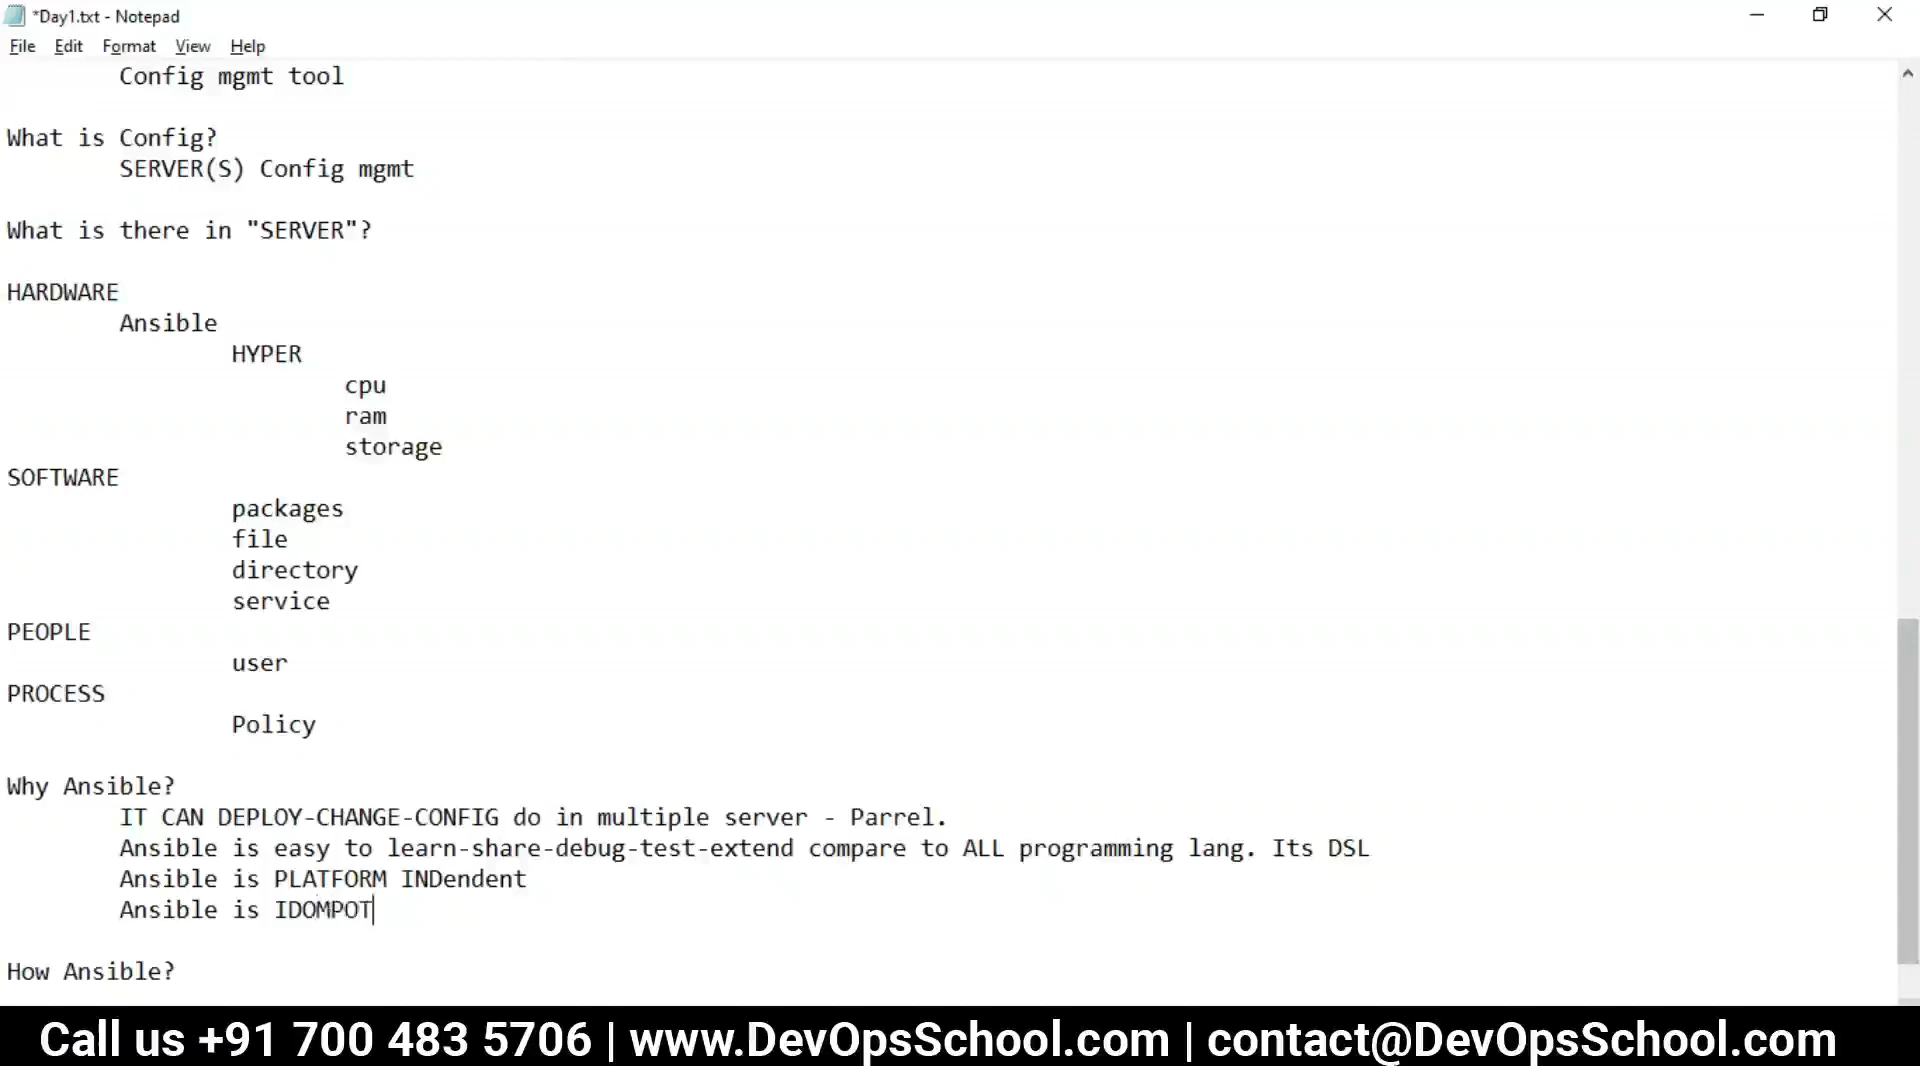 *Day1.txt - Notepad
File Edit Format View Help
Config mgmt tool
What is Config?
SERVER(S) Config mgmt
What is there in "SERVER"?
HARDWARE
Ansible
HYPER
cpu
ram
storage
SOFTWARE
packages
file
directory
service
PEOPLE
user
PROCESS
Policy
Why Ansible?
IT CAN DEPLOY-CHANGE-CONFIG do in multiple server - Parrel.
Ansible is easy to learn-share-debug-test-extend compare to ALL programming lang. Its DSL
Ansible is PLATFORM INDendent
Ansible is IDOMPOT
How Ansible?
Call us +91 700 483 5706 | www.DevOpsSchool.com | contact@DevOpsSchool.com